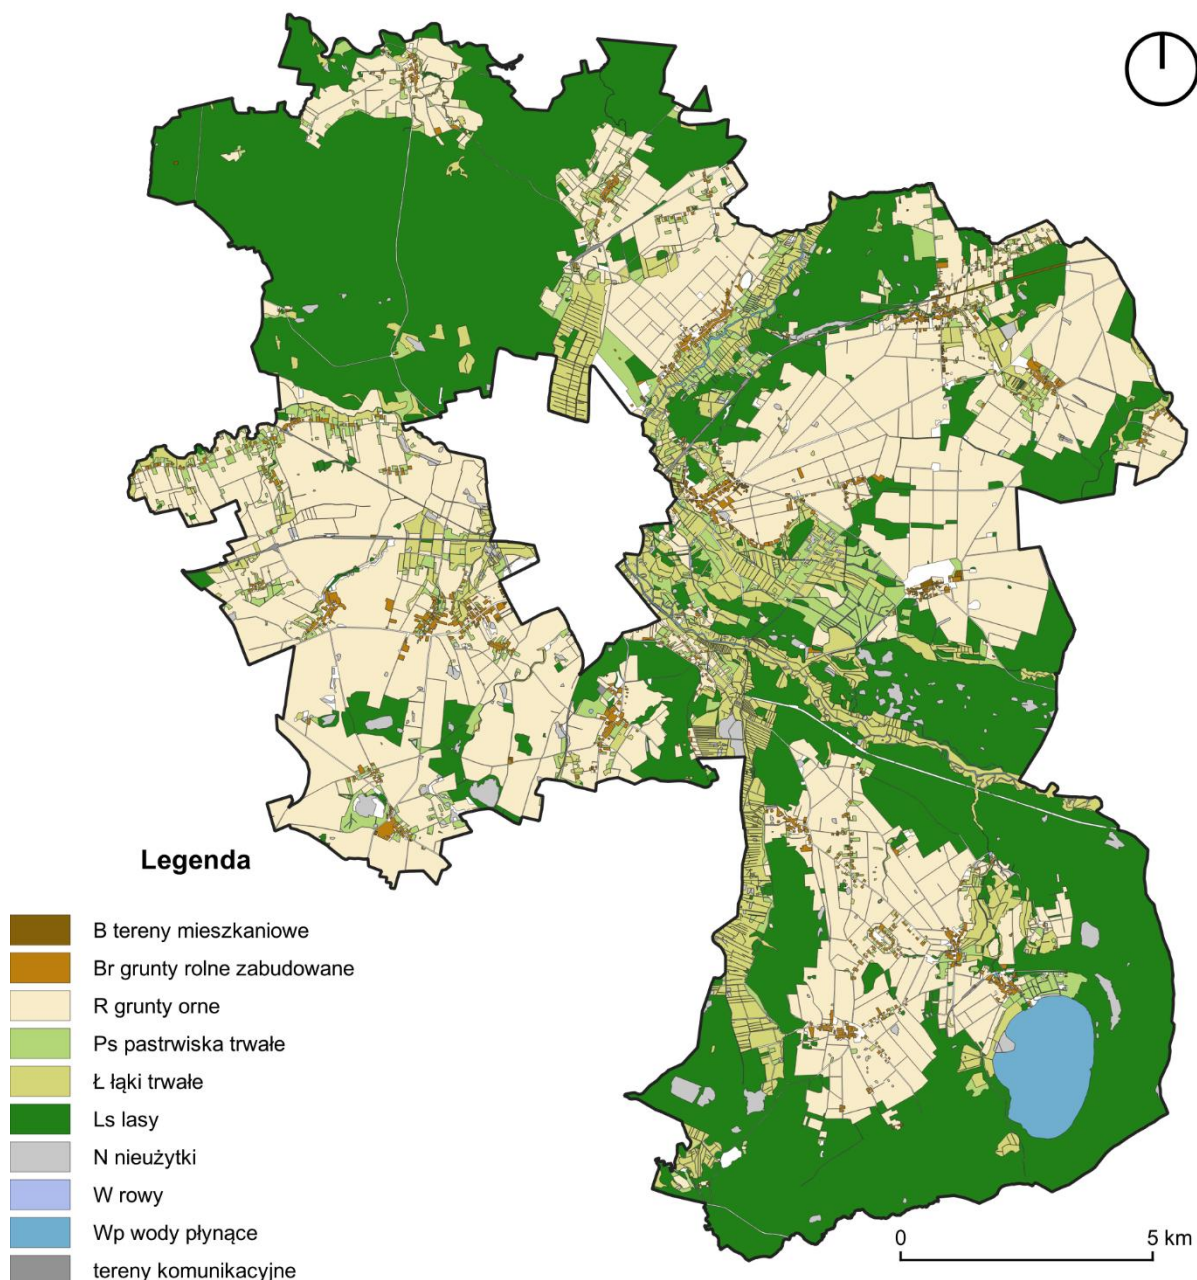 Legenda
B tereny mieszkaniowe
Br grunty rolne zabudowane
R grunty orne
Ps pastrwiska trwałe
Ł łąki trwałe
Ls lasy
N nieużytki
W rowy
Wp wody płynące
tereny komunikacyjne
0 5 km